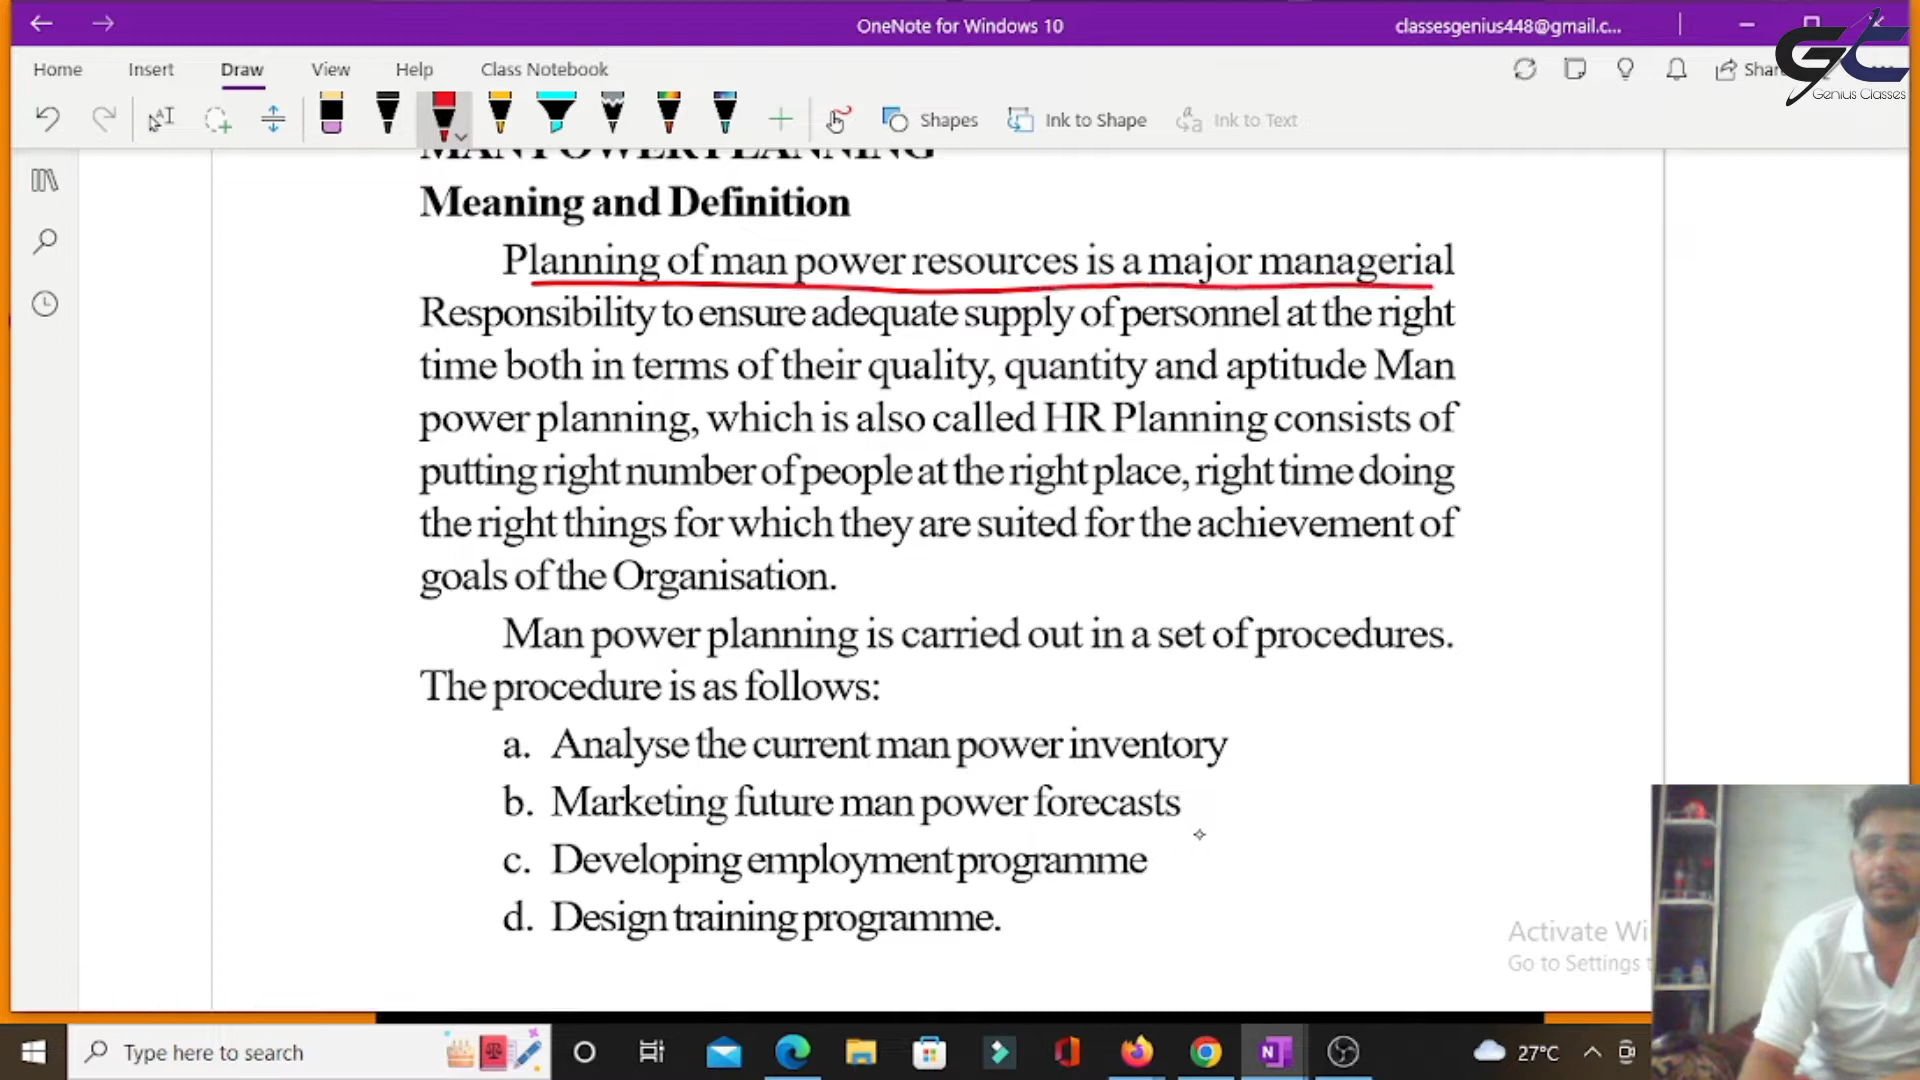 OneNote for Windows 10
classesgenius448@gmail.c...
Home Insert Draw View Help Class Notebook
Shar
Genius Classes
Shapes Ink to Shape Ink to Text
MAN POWER PLANNING
Meaning and Definition
Planning of man power resources is a major managerial
Responsibility to ensure adequate supply of personnel at the right
time both in terms of their quality, quantity and aptitude Man
power planning, which is also called HR Planning consists of
putting right number of people at the right place, right time doing
the right things for which they are suited for the achievement of
goals of the Organisation.
Man power planning is carried out in a set of procedures.
The procedure is as follows:
a. Analyse the current man power inventory
b. Marketing future man power forecasts
c. Developing employment programme
d. Design training programme.
Activate Wi
Go to Settings t
Type here to search
27°C